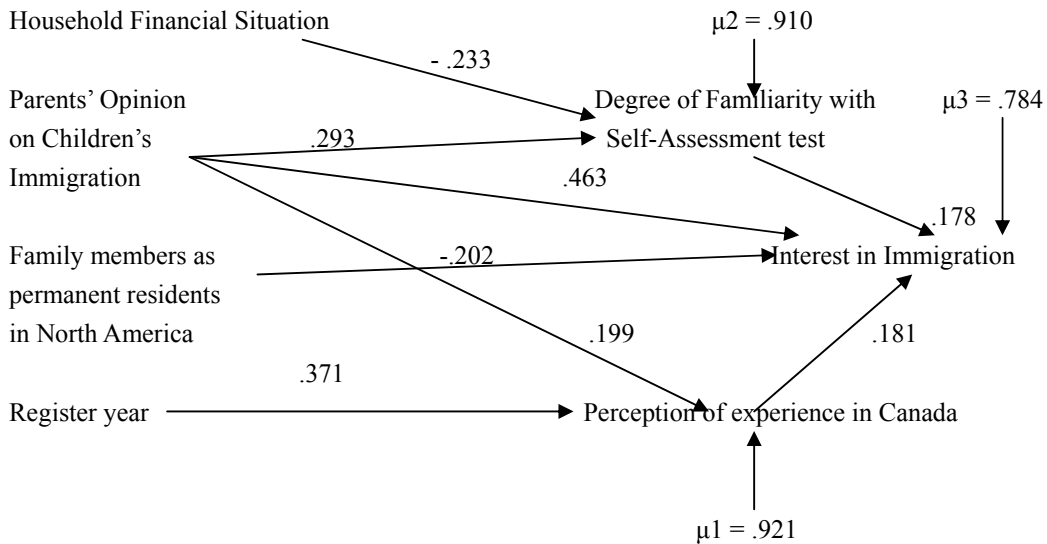 Household Financial Situation
μ2 = .910
- .233
Parents’ Opinion
on Children’s
Immigration
Degree of Familiarity with
Self-Assessment test
μ3 = .784
.293
.463
.178
Family members as
permanent residents
in North America
-.202
Interest in Immigration
.199
.181
.371
Register year
Perception of experience in Canada
μ1 = .921